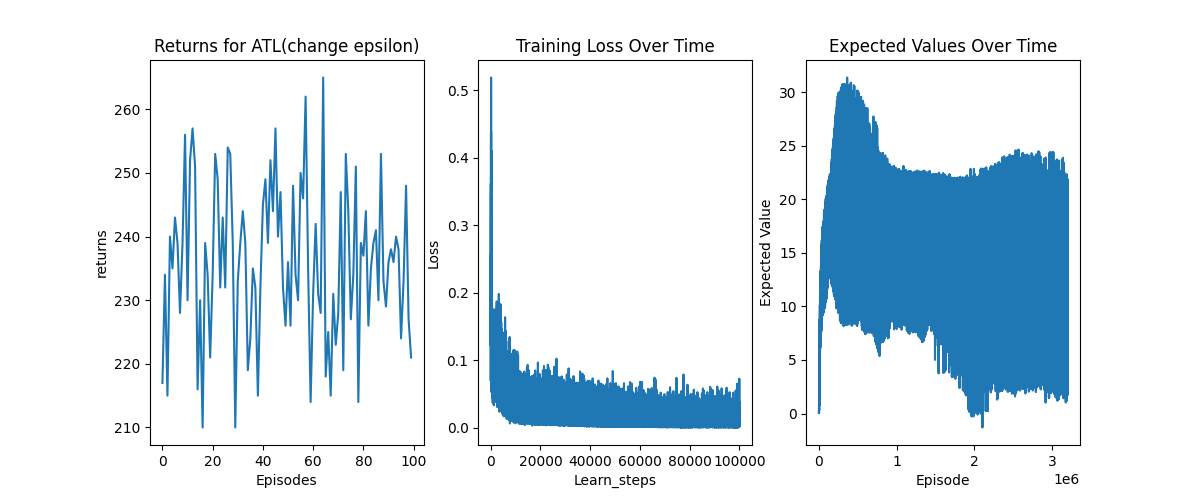 Returns for ATL(change epsilon)
returns
260
250
240
230
220
210
0 20 40 60 80 100
Episodes
Training Loss Over Time
Loss
0.5
0.4
0.3
0.2
0.1
0.0
0 20000 40000 60000 80000 100000
Learn_steps
Expected Values Over Time
Expected Value
30
25
20
15
10
5
0
0 1 2 3
1e6
Episode